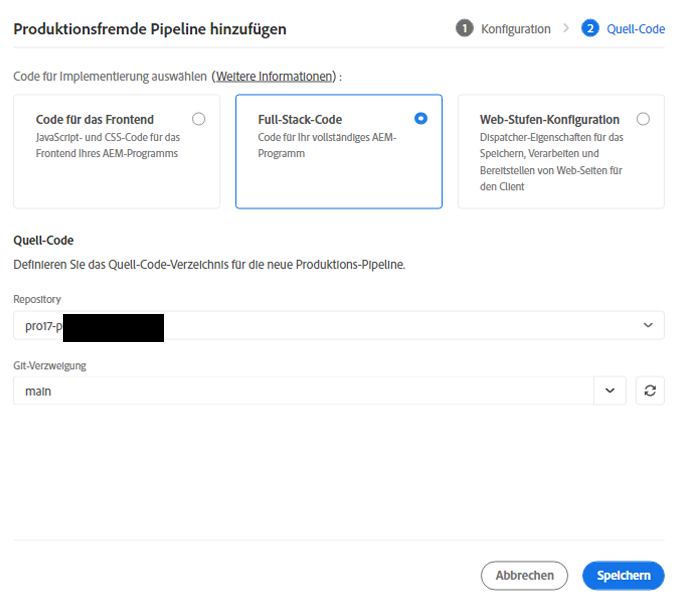 Produktionsfremde Pipeline hinzufügen
1 Konfiguration > 2 Quell-Code
Code für Implementierung auswählen (Weitere Informationen) :
Code für das Frontend
JavaScript- und CSS-Code für das
Frontend Ihres AEM-Programms
Full-Stack-Code
Code für Ihr vollständiges AEM-
Programm
Web-Stufen-Konfiguration
Dispatcher-Eigenschaften für das
Speichern, Verarbeiten und
Bereitstellen von Web-Seiten für
den Client
Quell-Code
Definieren Sie das Quell-Code-Verzeichnis für die neue Produktions-Pipeline.
Repository
pro17-p
Git-Verzweigung
main
Abbrechen
Speichern